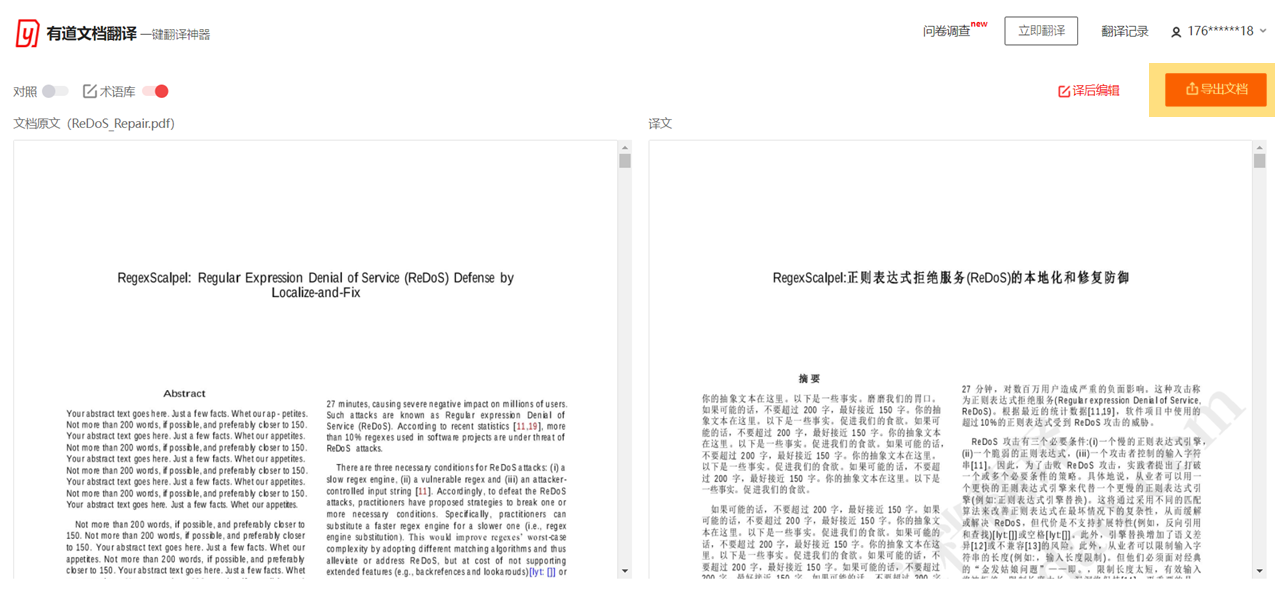 有道文档翻译 一键翻译神器
问卷调查new 立即翻译 翻译记录 176******18
对照 术语库 译后编辑 导出文档
文档原文 (ReDoS_Repair.pdf)
RegexScalpel: Regular Expression Denial of Service (ReDoS) Defense by
Localize-and-Fix
Abstract
Your abstract text goes here. Just a few facts. Whet our ap - petites.
Not more than 200 words, if possible, and preferably closer to 150.
Your abstract text goes here. Just a few facts. Whet our appetites.
Not more than 200 words, if possible, and preferably closer to 150.
Your abstract text goes here. Just a few facts. Whet our appetites.
Not more than 200 words, if possible, and preferably closer to 150.
Your abstract text goes here. Just a few facts. Whet our appetites.
Not more than 200 words, if possible, and preferably closer to 150.
Your abstract text goes here. Just a few facts. Whet our appetites.
Not more than 200 words, if possible, and preferably closer to
150. Not more than 200 words, if possible, and preferably closer
to 150. Your abstract text goes here. Just a few facts. Whet our
appetites. Not more than 200 words, if possible, and preferably
closer to 150. Your abstract text goes here. Just a few facts. Whet
27 minutes, causing severe negative impact on millions of users.
Such attacks are known as Regular expression Denial of
Service (ReDoS). According to recent statistics [11,19], more
than 10% regexes used in software projects are under threat of
ReDoS attacks.
There are three necessary conditions for ReDoS attacks: (i) a
slow regex engine, (ii) a vulnerable regex and (iii) an attacker-
controlled input string [11]. Accordingly, to defeat the ReDoS
attacks, practitioners have proposed strategies to break one or
more necessary conditions. Specifically, practitioners can
substitute a faster regex engine for a slower one (i.e., regex
engine substitution). This would improve regexes' worst-case
complexity by adopting different matching algorithms and thus
alleviate or address ReDoS, but at cost of not supporting
extended features (e.g., backrefences and lookarounds)[lyt: []] or
译文
RegexScalpel:正则表达式拒绝服务(ReDoS)的本地化和修复防御
摘要
你的抽象文本在这里。以下是一些事实。磨磨我们的胃口。
如果可能的话，不要超过 200 字，最好接近 150 字。你的抽
象文本在这里。以下是一些事实。促进我们的食欲。如果可
能的话，不要超过 200 字，最好接近 150 字。你的抽象文本
在这里。以下是一些事实。促进我们的食欲。如果可能的话，
不要超过 200 字，最好接近 150 字。你的抽象文本在这里。
以下是一些事实。促进我们的食欲。如果可能的话，不要超
过 200 字，最好接近 150 字。你的抽象文本在这里。以下是
一些事实。促进我们的食欲。
如果可能的话，不要超过 200 字，最好接近 150 字。如果
可能的话，不要超过 200 字，最好接近 150 字。你的抽象文
本在这里。以下是一些事实。促进我们的食欲。如果可能的
话，不要超过 200 字，最好接近 150 字。你的抽象文本在这
里。以下是一些事实。促进我们的食欲。如果可能的话，不
要超过 200 字，最好接近 150 字。你的抽象文本在这里。以
27 分钟，对数百万用户造成严重的负面影响。这种攻击称
为正则表达式拒绝服务(Regular expression Denial of Service,
ReDoS)。根据最近的统计数据[11,19]，软件项目中使用的
超过10%的正则表达式受到 ReDoS 攻击的威胁。
ReDoS 攻击有三个必要条件:(i)一个慢的正则表达式引擎，
(ii)一个脆弱的正则表达式，(iii)一个攻击者控制的输入字符
串[11]。因此，为了击败 ReDoS 攻击，实践者提出了打破
一个或多个必要条件的策略。具体地说，从业者可以用一
个更快的正则表达式引擎来代替一个更慢的正则表达式引
擎(例如:正则表达式引擎替换)。这将通过采用不同的匹配
算法来改善正则表达式在最坏情况下的复杂性，从而缓解
或解决 ReDoS，但代价是不支持扩展特性(例如，反向引用
和查找)[lyt:[]]或空格[lyt:[]]。此外，引擎替换增加了语义差
异[12]或不兼容[13]的风险。此外，从业者可以限制输入字
符串的长度(例如:，输入长度限制)。但他们必须面对经典
的“金发姑娘问题”——即。，限制长度太短，有效输入